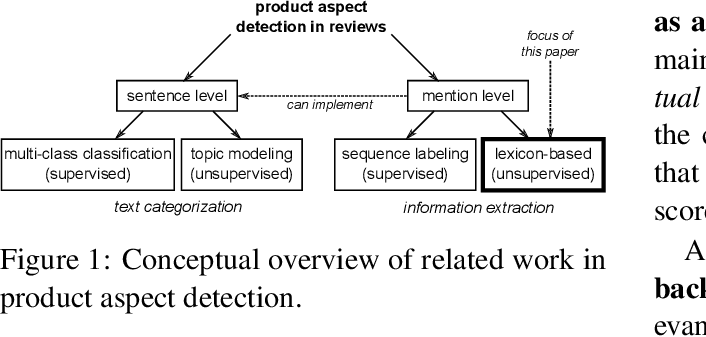 product aspect
detection in reviews
focus of
this paper
sentence level
can implement
mention level
multi-class classification
(supervised)
topic modeling
(unsupervised)
sequence labeling
(supervised)
lexicon-based
(unsupervised)
text categorization
information extraction
Figure 1: Conceptual overview of related work in
product aspect detection.
as a
main
tual
the
that
scor
A
back
evan